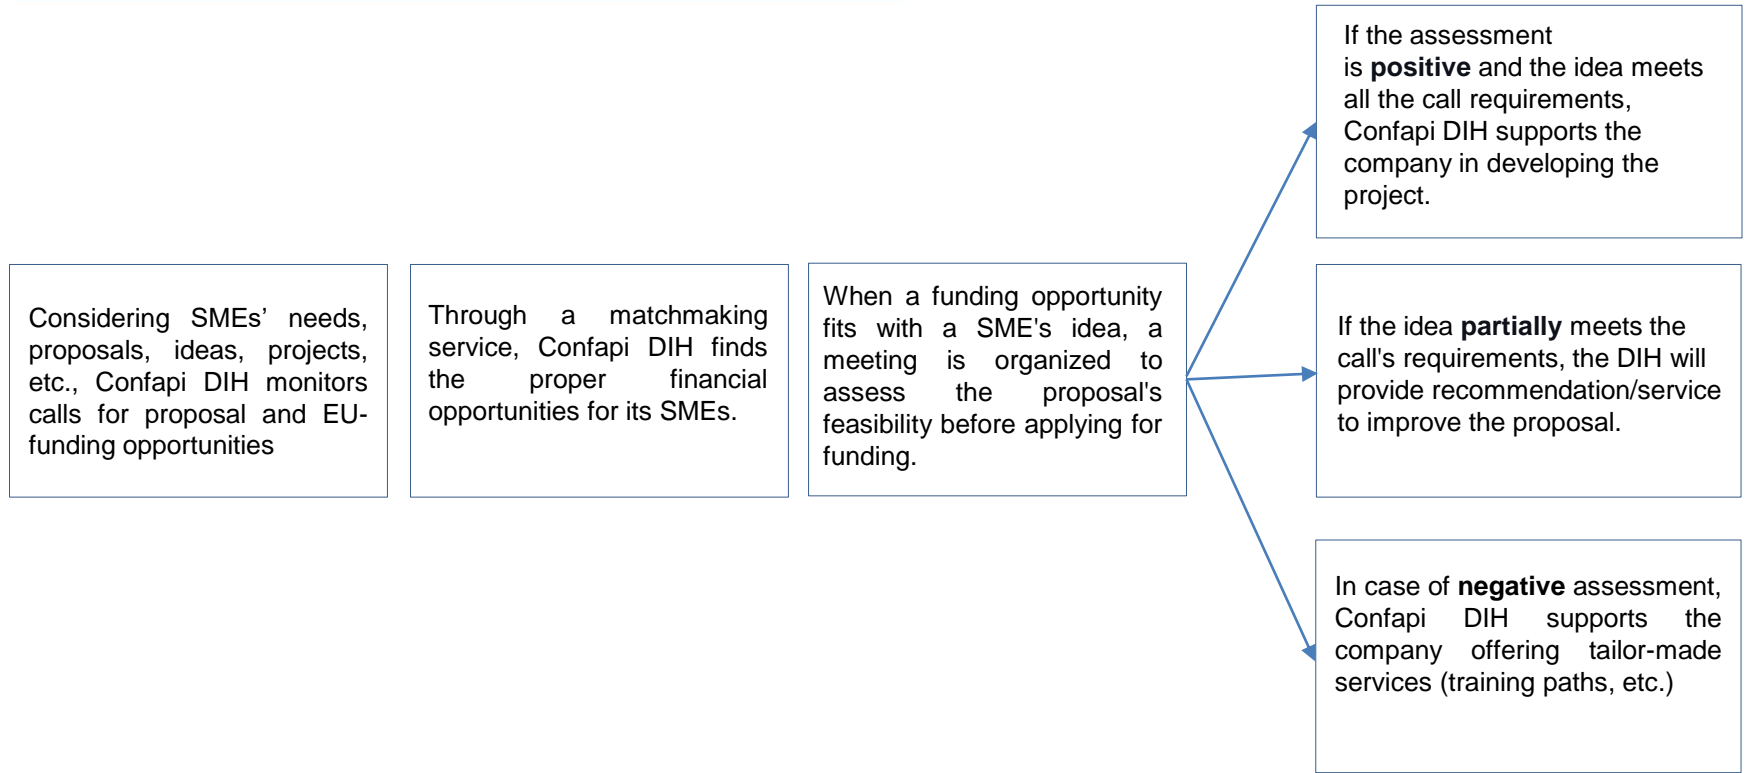 Considering SMEs’ needs,
proposals, ideas, projects,
etc., Confapi DIH monitors
calls for proposal and EU-
funding opportunities
Through a matchmaking
service, Confapi DIH finds
the proper financial
opportunities for its SMEs.
When a funding opportunity
fits with a SME's idea, a
meeting is organized to
assess the proposal's
feasibility before applying for
funding.
If the assessment
is positive and the idea meets
all the call requirements,
Confapi DIH supports the
company in developing the
project.
If the idea partially meets the
call's requirements, the DIH will
provide recommendation/service
to improve the proposal.
In case of negative assessment,
Confapi DIH supports the
company offering tailor-made
services (training paths, etc.)